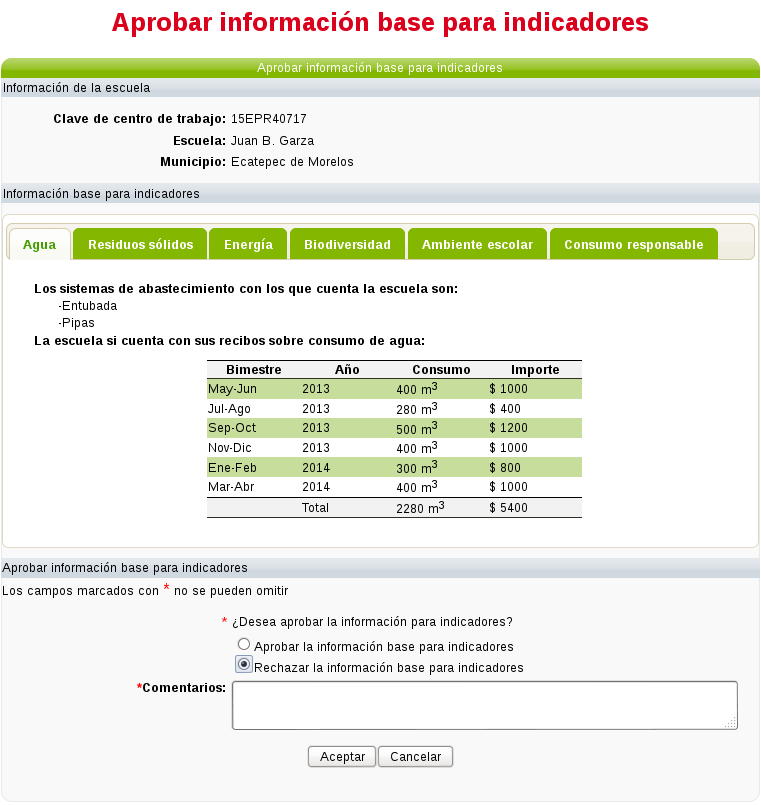 Aprobar información base para indicadores
Aprobar información base para indicadores
Información de la escuela
Clave de centro de trabajo: 15EPR40717
Escuela: Juan B. Garza
Municipio: Ecatepec de Morelos
Información base para indicadores
Agua Residuos sólidos Energía Biodiversidad Ambiente escolar Consumo responsable
Los sistemas de abastecimiento con los que cuenta la escuela son:
-Entubada
-Pipas
La escuela si cuenta con sus recibos sobre consumo de agua:
Bimestre Año Consumo Importe
May-Jun 2013 400 m³ $ 1000
Jul-Ago 2013 280 m³ $ 400
Sep-Oct 2013 500 m³ $ 1200
Nov-Dic 2013 400 m³ $ 1000
Ene-Feb 2014 300 m³ $ 800
Mar-Abr 2014 400 m³ $ 1000
Total 2280 m³ $ 5400
Aprobar información base para indicadores
Los campos marcados con * no se pueden omitir
* ¿Desea aprobar la información para indicadores?
Aprobar la información base para indicadores
Rechazar la información base para indicadores
*Comentarios:
Aceptar Cancelar